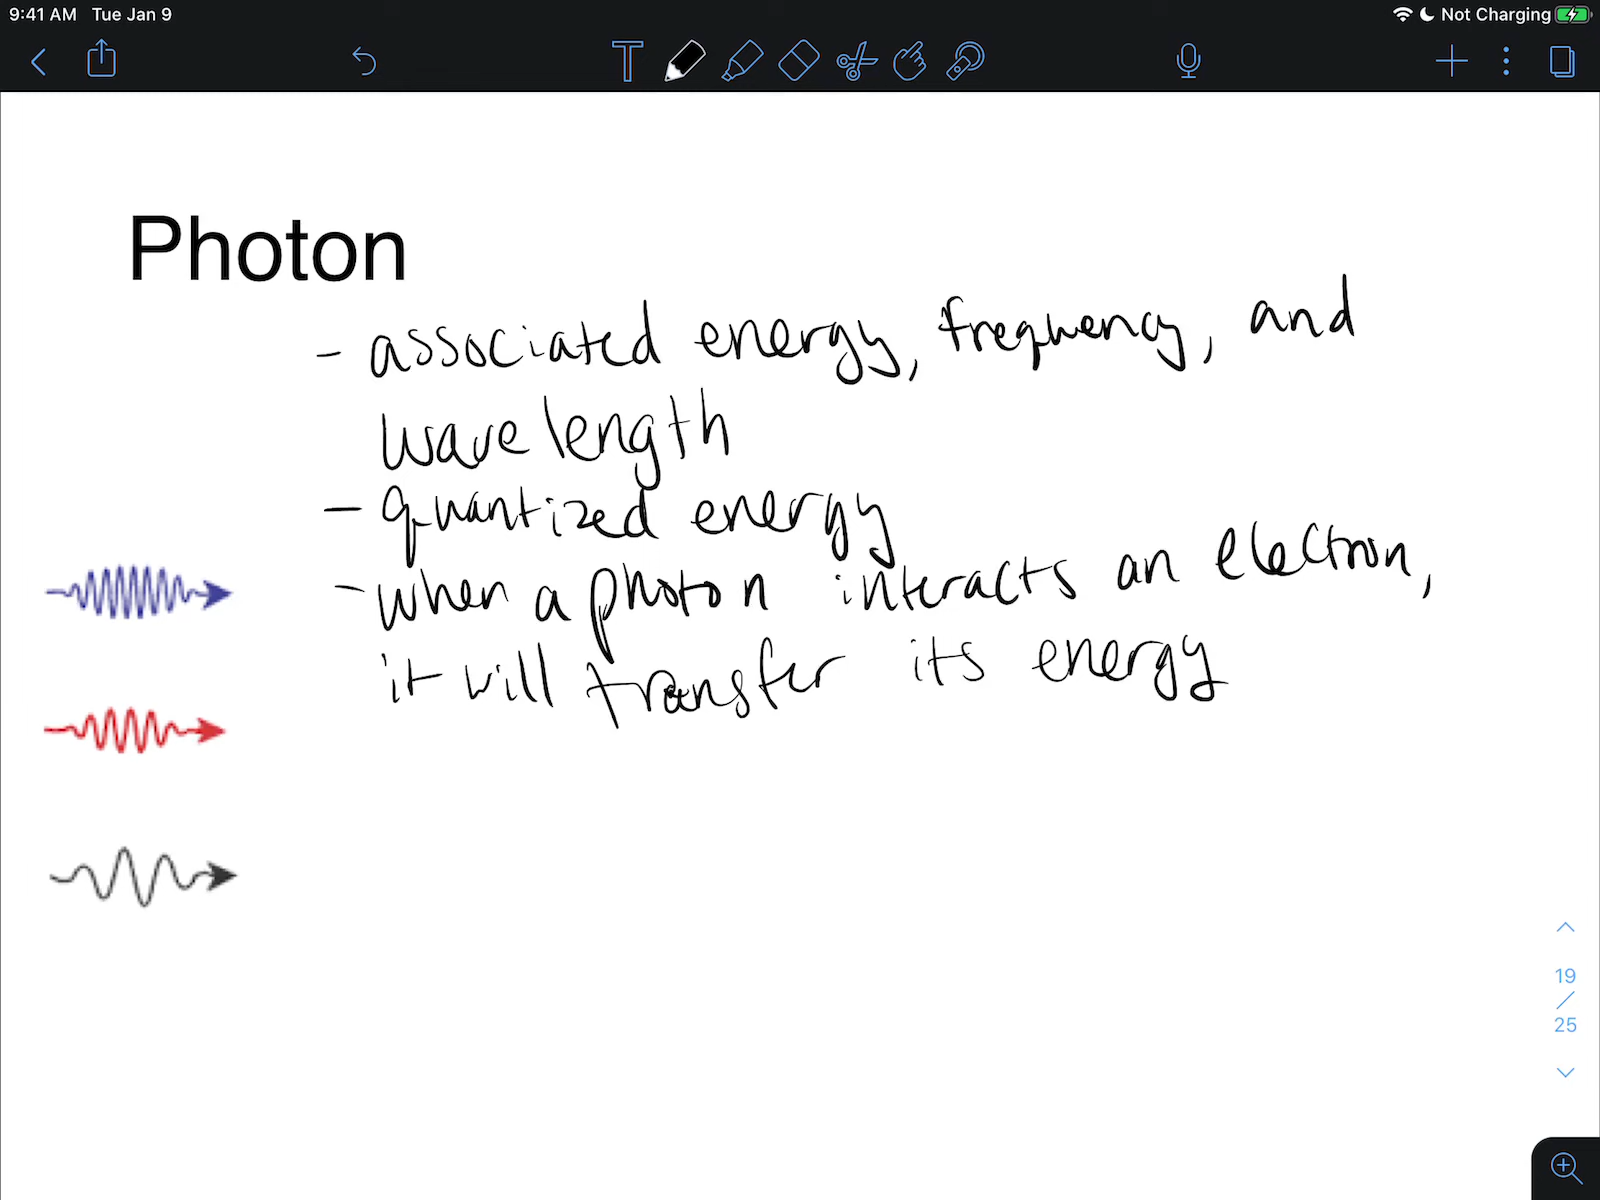 9:41 AM Tue Jan 9
Not Charging
T
Photon
- associated energy, frequency, and
wavelength
- quantized energy
- when a photon interacts an electron,
it will transfer its energy
19
/
25